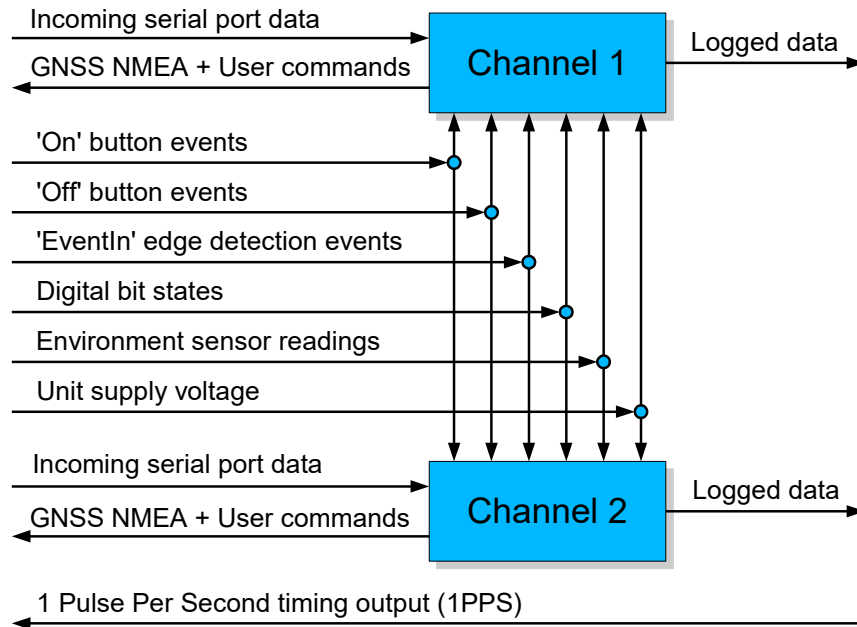 Incoming serial port data
Channel 1
Logged data
GNSS NMEA + User commands
'On' button events
'Off' button events
'EventIn' edge detection events
Digital bit states
Environment sensor readings
Unit supply voltage
Incoming serial port data
Channel 2
Logged data
GNSS NMEA + User commands
1 Pulse Per Second timing output (1PPS)